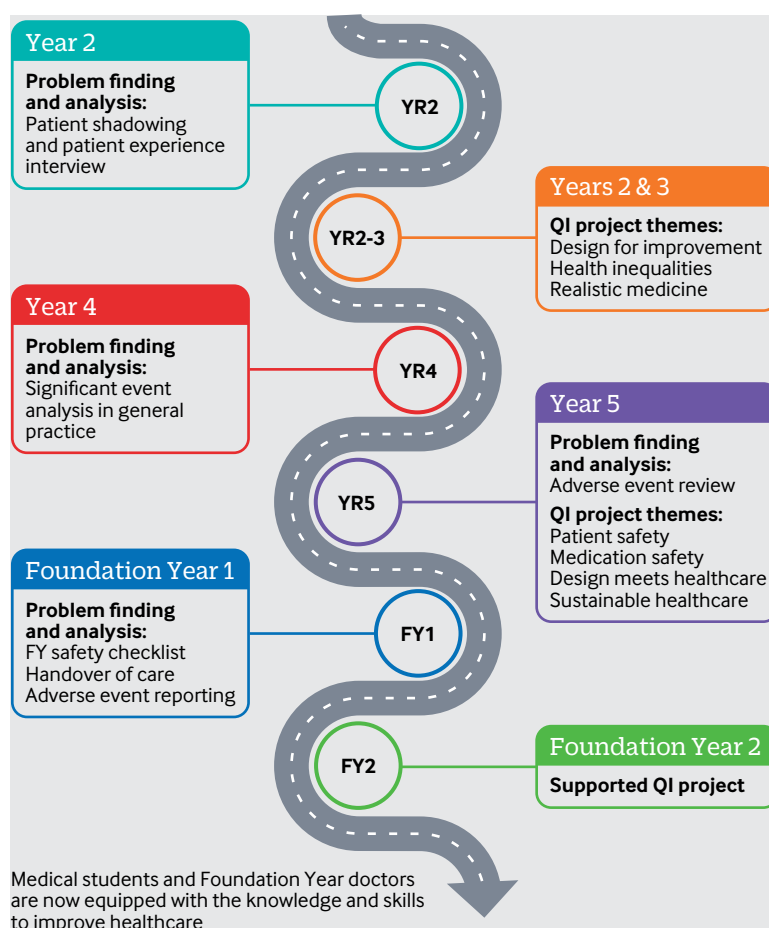 Year 2
Problem finding
and analysis:
Patient shadowing
and patient experience
interview
YR2
Years 2 & 3
QI project themes:
Design for improvement
Health inequalities
Realistic medicine
YR2-3
Year 4
Problem finding
and analysis:
Significant event
analysis in general
practice
YR4
Year 5
Problem finding
and analysis:
Adverse event review
QI project themes:
Patient safety
Medication safety
Design meets healthcare
Sustainable healthcare
YR5
Foundation Year 1
Problem finding
and analysis:
FY safety checklist
Handover of care
Adverse event reporting
FY1
Foundation Year 2
Supported QI project
FY2
Medical students and Foundation Year doctors
are now equipped with the knowledge and skills
to improve healthcare